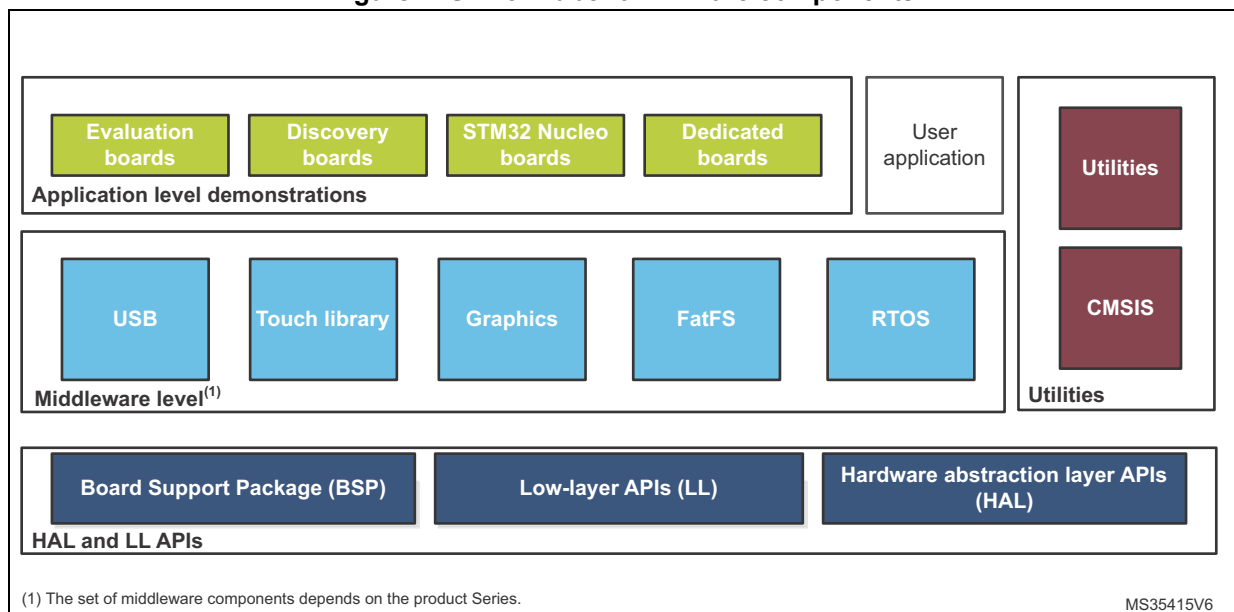 Evaluation
boards
Discovery
boards
STM32 Nucleo
boards
Dedicated
boards
Application level demonstrations
User
application
Utilities
CMSIS
Utilities
USB
Touch library
Graphics
FatFS
RTOS
Middleware level(1)
Board Support Package (BSP)
Low-layer APIs (LL)
Hardware abstraction layer APIs
(HAL)
HAL and LL APIs
(1) The set of middleware components depends on the product Series.
MS35415V6